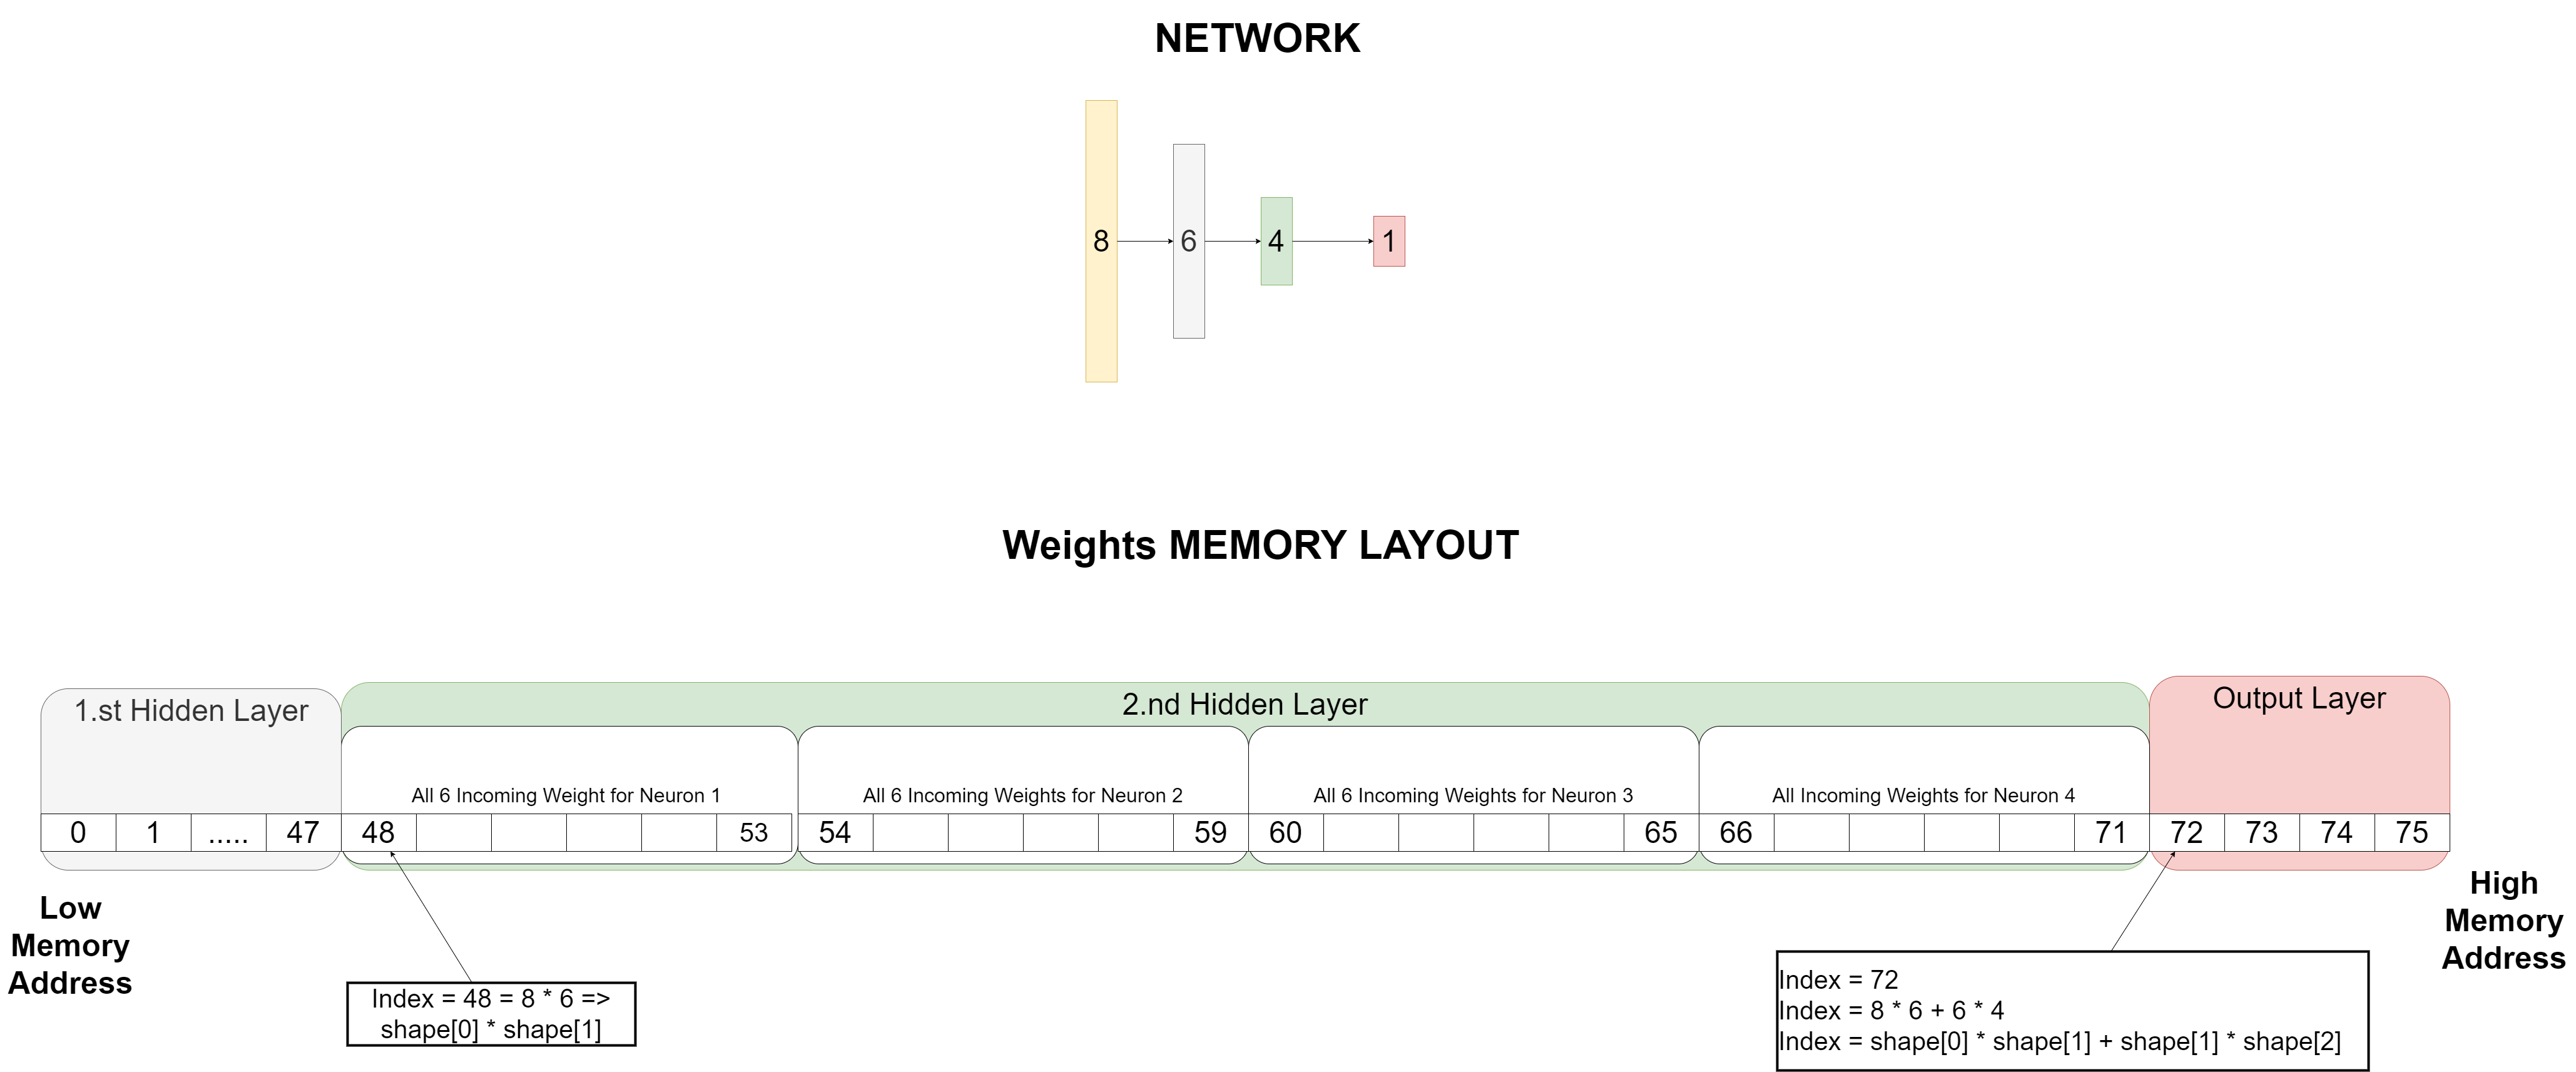 NETWORK
8 6 4 1
Weights MEMORY LAYOUT
1.st Hidden Layer
2.nd Hidden Layer
Output Layer
All 6 Incoming Weight for Neuron 1
All 6 Incoming Weights for Neuron 2
All 6 Incoming Weights for Neuron 3
All Incoming Weights for Neuron 4
0 1 ..... 47 48 53 54 59 60 65 66 71 72 73 74 75
Low
Memory
Address
High
Memory
Address
Index = 48 = 8 * 6 =>
shape[0] * shape[1]
Index = 72
Index = 8 * 6 + 6 * 4
Index = shape[0] * shape[1] + shape[1] * shape[2]